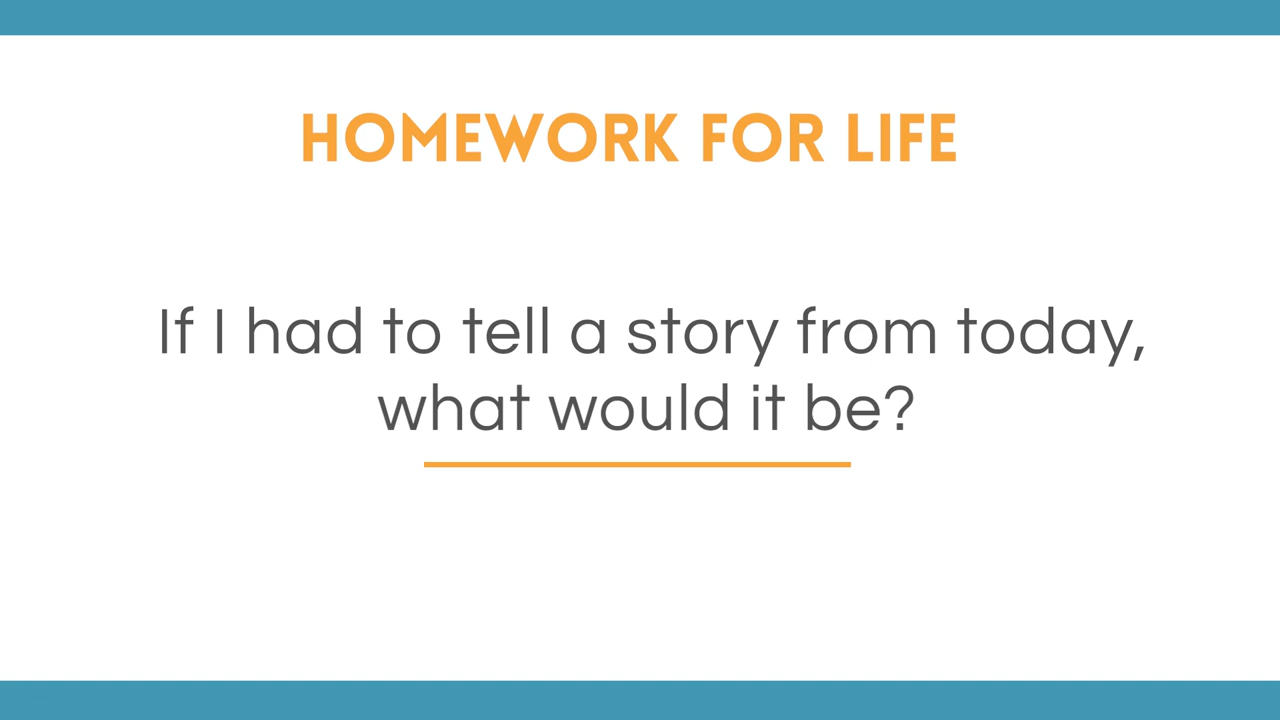 HOMEWORK FOR LIFE
If I had to tell a story from today,
what would it be?